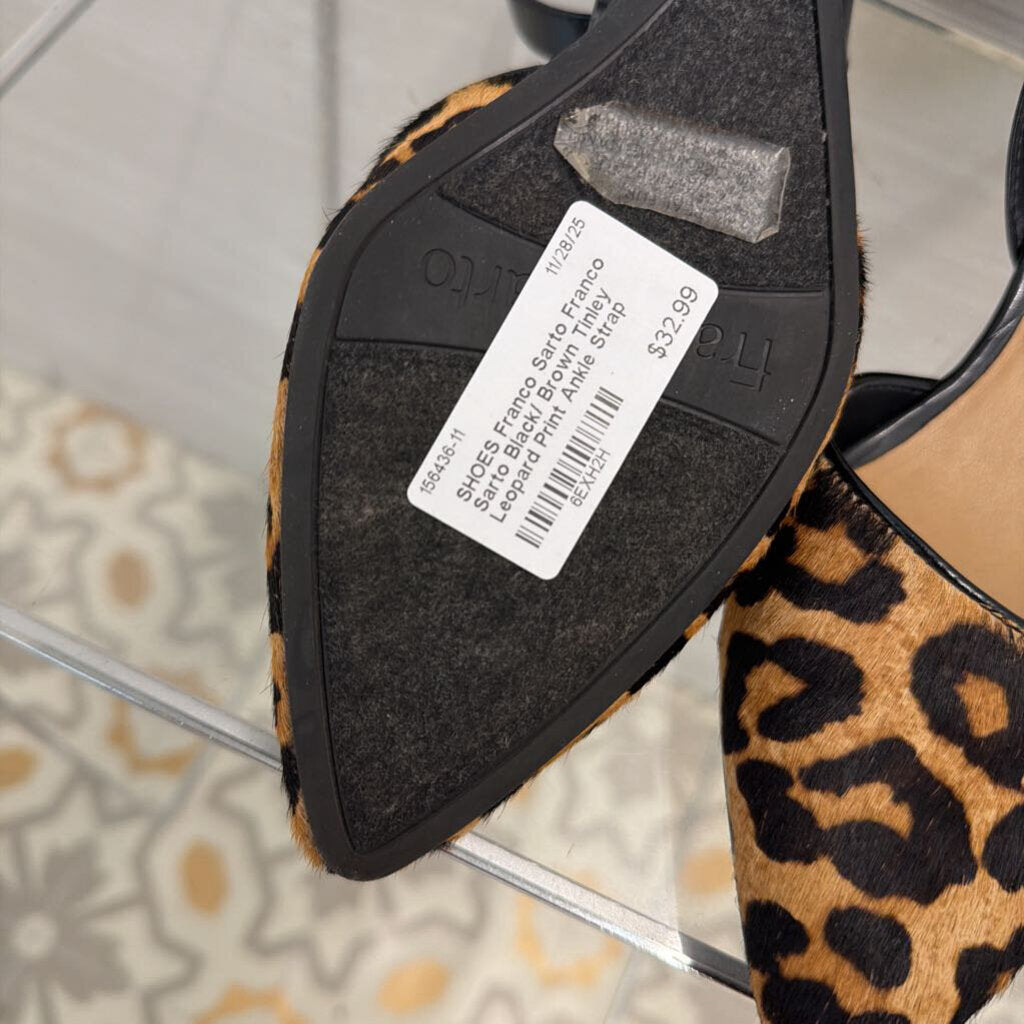 156436-11
11/28/25
SHOES Franco Sarto Franco
Sarto Black/ Brown Tinley
Leopard Print Ankle Strap
$32.99
6EXH2H